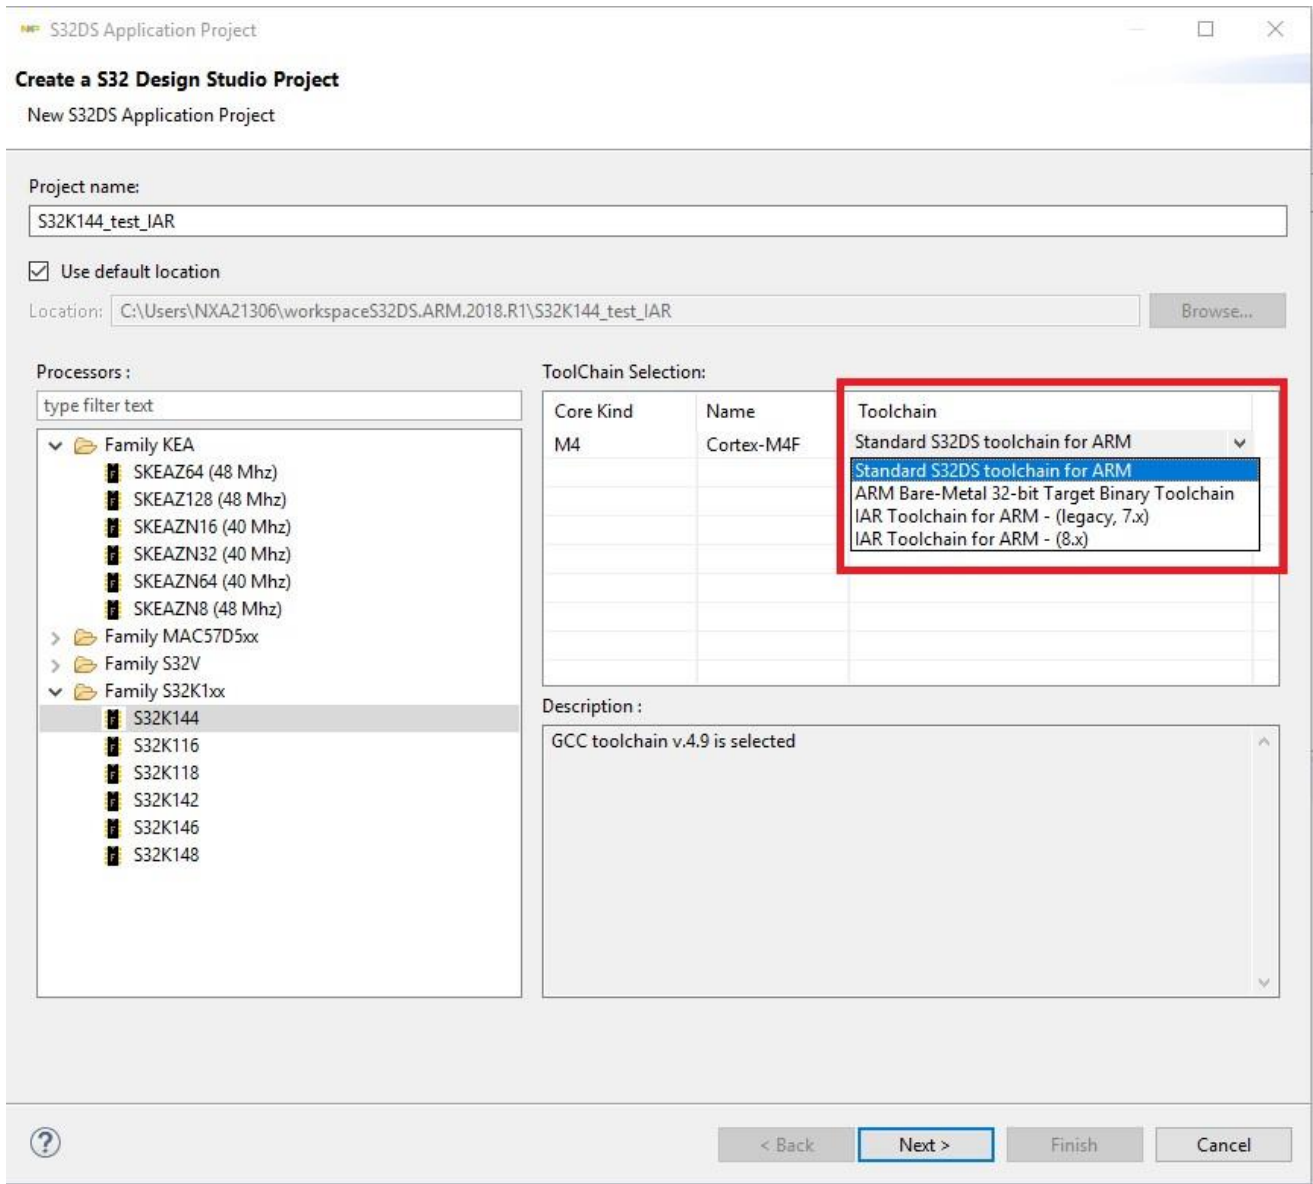 NXP S32DS Application Project
Create a S32 Design Studio Project
New S32DS Application Project
Project name:
S32K144_test_IAR
Use default location
Location: C:\Users\NXA21306\workspaceS32DS.ARM.2018.R1\S32K144_test_IAR Browse...
Processors :
type filter text
Family KEA
SKEAZ64 (48 Mhz)
SKEAZ128 (48 Mhz)
SKEAZN16 (40 Mhz)
SKEAZN32 (40 Mhz)
SKEAZN64 (40 Mhz)
SKEAZN8 (48 Mhz)
Family MAC57D5xx
Family S32V
Family S32K1xx
S32K144
S32K116
S32K118
S32K142
S32K146
S32K148
ToolChain Selection:
Core Kind Name Toolchain
M4 Cortex-M4F Standard S32DS toolchain for ARM
Standard S32DS toolchain for ARM
ARM Bare-Metal 32-bit Target Binary Toolchain
IAR Toolchain for ARM - (legacy, 7.x)
IAR Toolchain for ARM - (8.x)
Description :
GCC toolchain v.4.9 is selected
? < Back Next > Finish Cancel